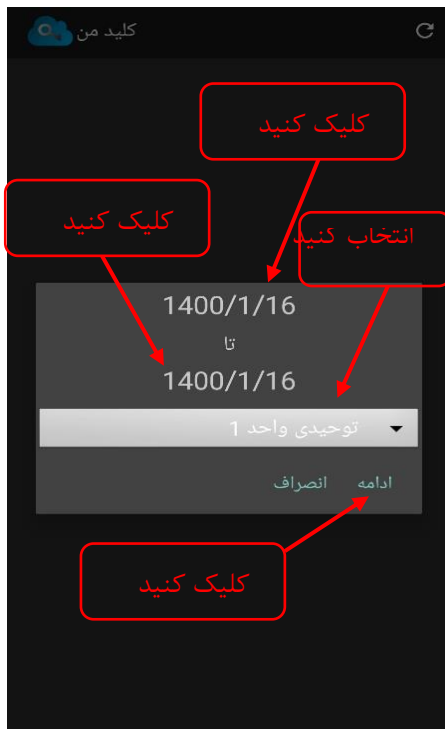 کلید من
کلیک کنید
کلیک کنید
انتخاب کنید
1400/1/16
تا
1400/1/16
توحیدی واحد 1
ادامه انصراف
کلیک کنید